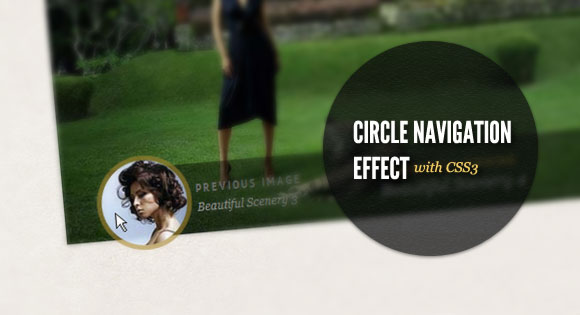 CIRCLE NAVIGATION
EFFECT with CSS3
PREVIOUS IMAGE
Beautiful Scenery 3